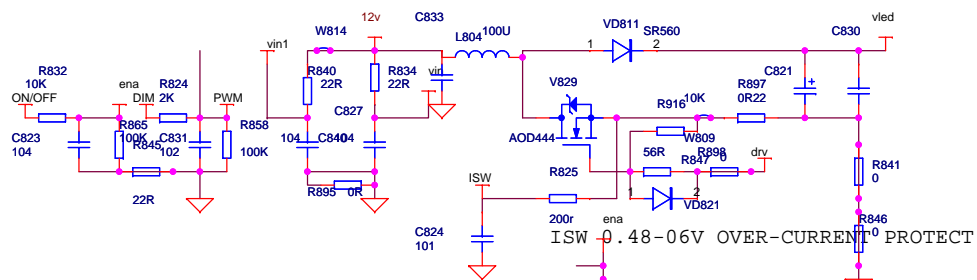 12v
C833
W814
L804
100U
VD811
SR560
1
2
vled
C830
vin1
R832
10K
ON/OFF
ena
DIM
R824
2K
PWM
R840
22R
R834
22R
vin
V829
C821
+
R897
0R22
R916
10K
C827
C823
104
R865
100K
R845
C831
102
R858
100K
104
C840
104
AOD444
W809
56R
R847
R898
0
drv
R841
0
22R
R895
0R
ISW
R825
1
2
VD821
200r
ena
R846
0
C824
101
ISW 0.48-06V OVER-CURRENT PROTECT